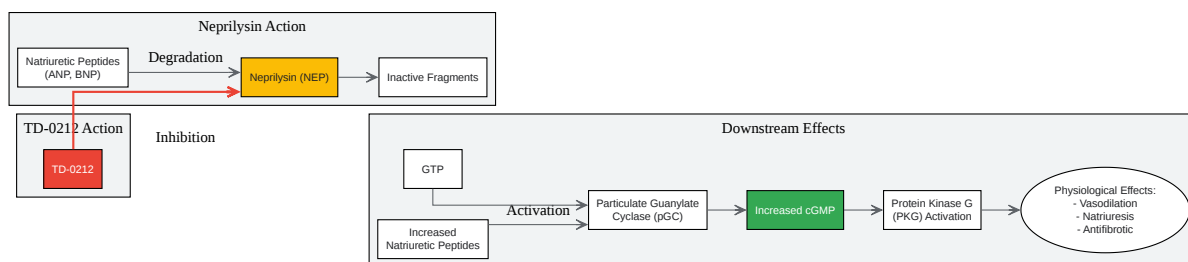 Neprilysin Action
Natriuretic Peptides
(ANP, BNP)
Degradation
Neprilysin (NEP)
Inactive Fragments
TD-0212 Action
TD-0212
Inhibition
Downstream Effects
GTP
Increased
Natriuretic Peptides
Activation
Particulate Guanylate
Cyclase (pGC)
Increased cGMP
Protein Kinase G
(PKG) Activation
Physiological Effects:
- Vasodilation
- Natriuresis
- Antifibrotic